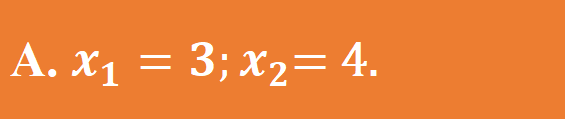 A. x₁ = 3; x₂= 4.